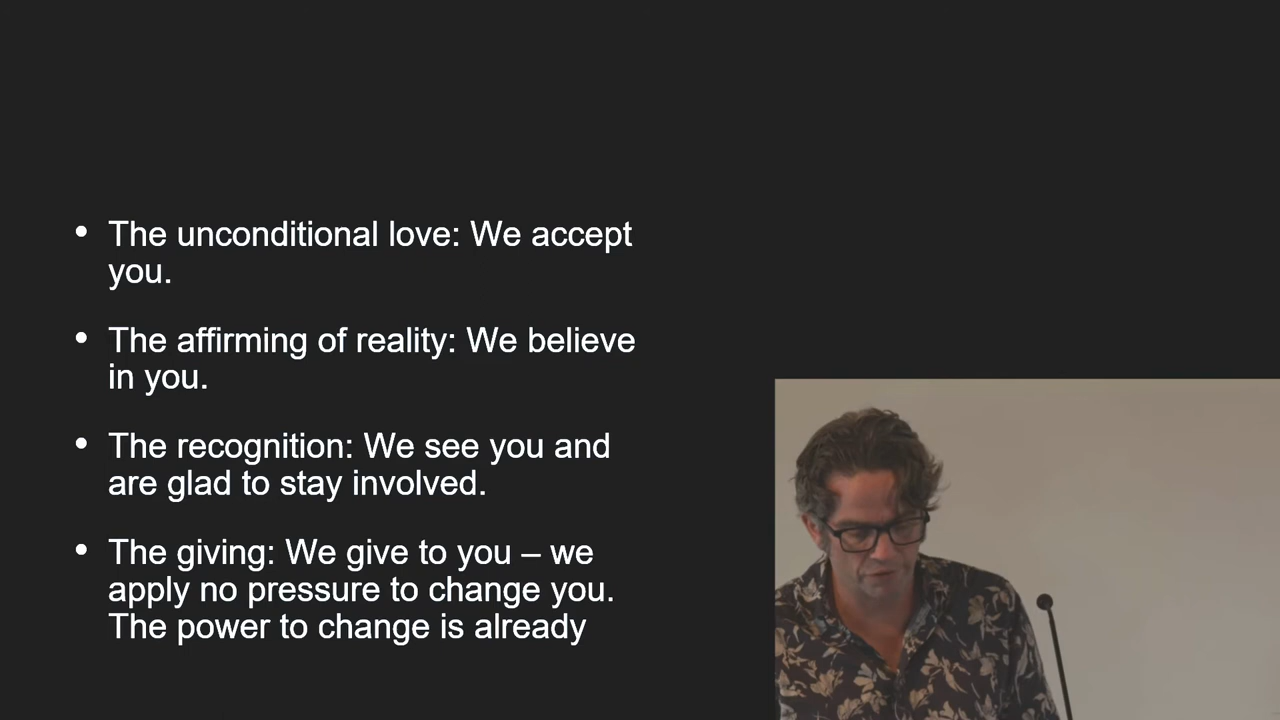 • The unconditional love: We accept
you.
• The affirming of reality: We believe
in you.
• The recognition: We see you and
are glad to stay involved.
• The giving: We give to you – we
apply no pressure to change you.
The power to change is already